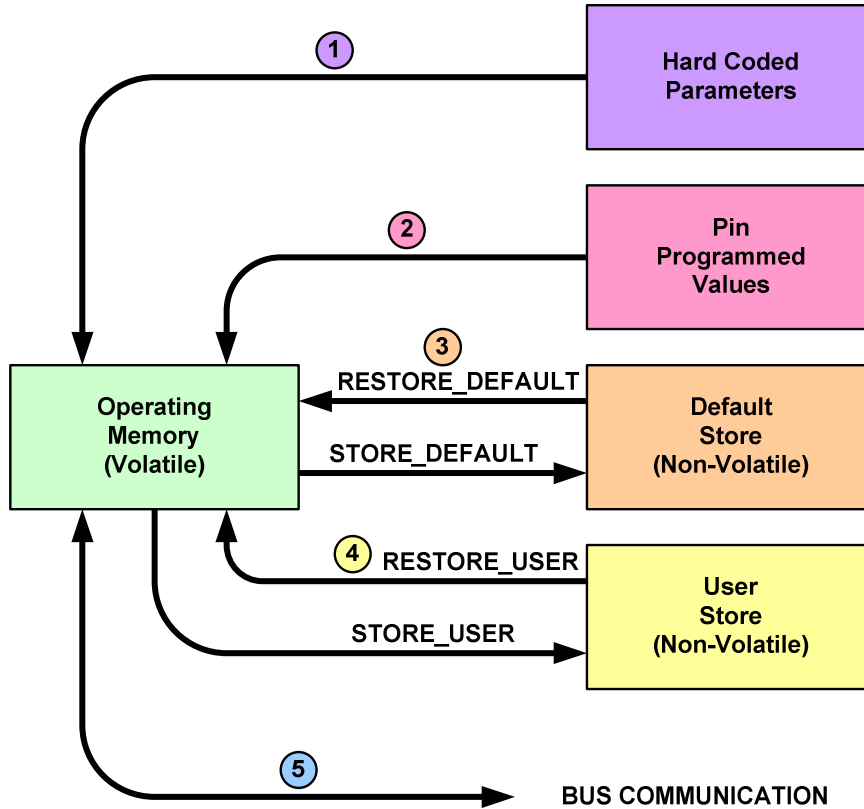 1
Hard Coded
Parameters
2
Pin
Programmed
Values
3
RESTORE_DEFAULT
Operating
Memory
(Volatile)
STORE_DEFAULT
Default
Store
(Non-Volatile)
4
RESTORE_USER
STORE_USER
User
Store
(Non-Volatile)
5
BUS COMMUNICATION